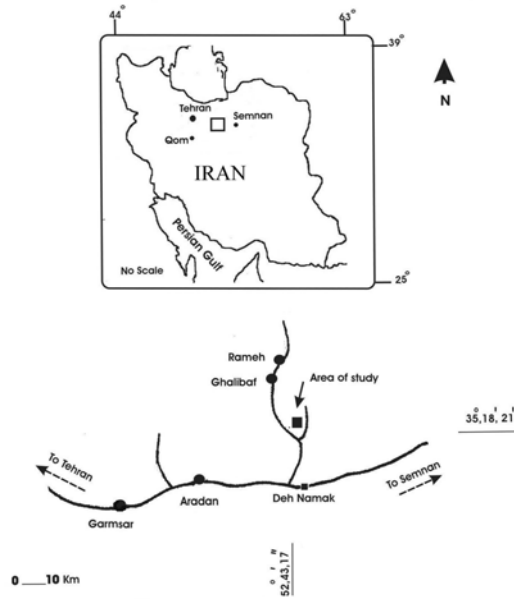 44°
63°
39°
N
Tehran
Semnan
Qom
IRAN
Persian Gulf
No Scale
25°
Rameh
Ghalibaf
Area of study
35,18, 21
To Tehran
To Semnan
Aradan
Deh Namak
Garmsar
0 10 Km
52,43,17